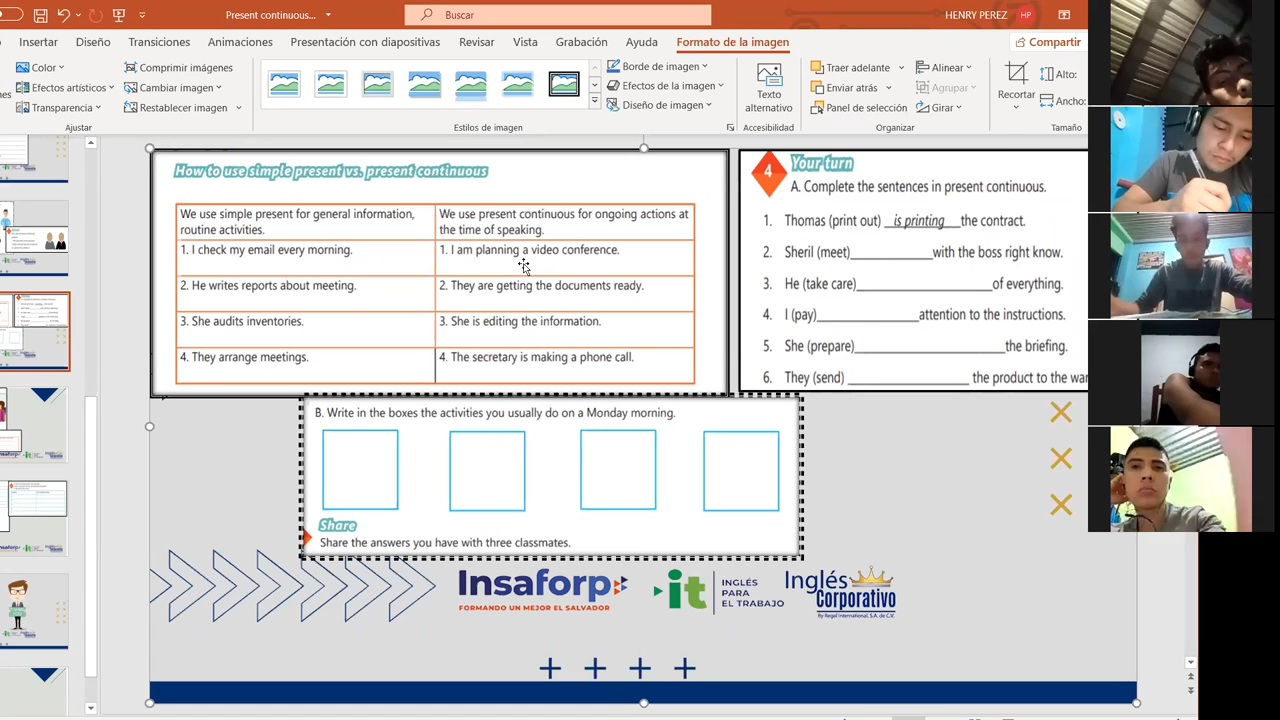 Present continuous...
Buscar
HENRY PEREZ
HP
Insertar
Diseño
Transiciones
Animaciones
Presentación con diapositivas
Revisar
Vista
Grabación
Ayuda
Formato de la imagen
Compartir
Color
Efectos artísticos
Transparencia
Comprimir imágenes
Cambiar imagen
Restablecer imagen
Ajustar
Estilos de imagen
Borde de imagen
Efectos de la imagen
Diseño de imagen
Texto
alternativo
Accesibilidad
Traer adelante
Enviar atrás
Panel de selección
Alinear
Agrupar
Girar
Organizar
Recortar
Alto:
Ancho:
Tamaño
How to use simple present vs. present continuous
We use simple present for general information,
routine activities.
We use present continuous for ongoing actions at
the time of speaking.
1. I check my email every morning.
1. I am planning a video conference.
2. He writes reports about meeting.
2. They are getting the documents ready.
3. She audits inventories.
3. She is editing the information.
4. They arrange meetings.
4. The secretary is making a phone call.
4
Your turn
A. Complete the sentences in present continuous.
1. Thomas (print out) __is printing___the contract.
2. Sheril (meet)______________with the boss right know.
3. He (take care)_______________________of everything.
4. I (pay)_________________attention to the instructions.
5. She (prepare)_________________________the briefing.
6. They (send) ____________________ the product to the
B. Write in the boxes the activities you usually do on a Monday morning.
Share
Share the answers you have with three classmates.
Insaforp
FORMANDO UN MEJOR EL SALVADOR
it
INGLÉS
PARA
EL TRABAJO
Inglés
Corporativo
By Regal International, S.A. de C.V.